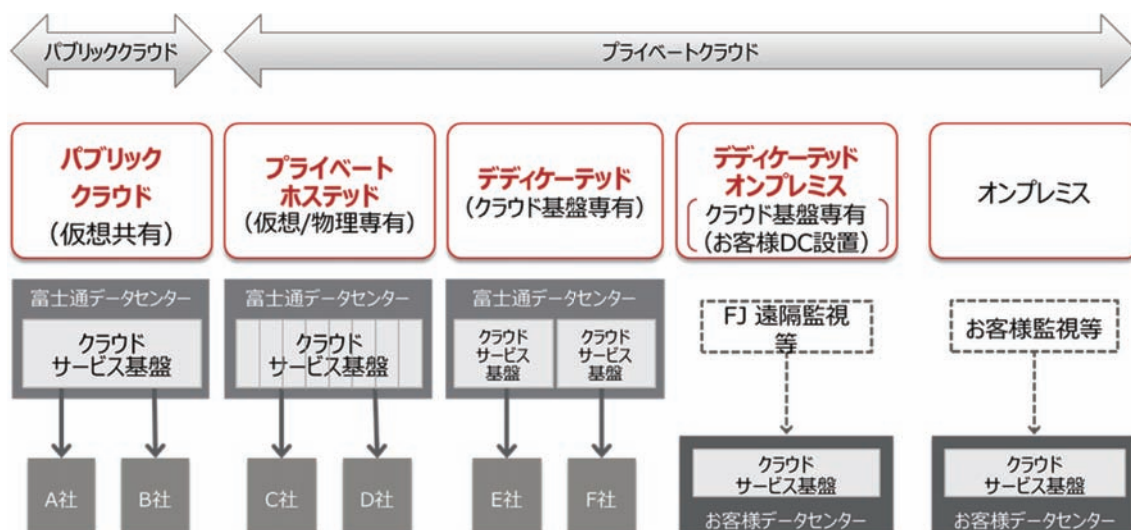 パブリッククラウド
プライベートクラウド
パブリック
クラウド
（仮想共有）
プライベート
ホステッド
（仮想/物理専有）
デディケーテッド
（クラウド基盤専有）
デディケーテッド
オンプレミス
クラウド基盤専有
（お客様DC設置）
オンプレミス
富士通データセンター
クラウド
サービス基盤
A社
B社
富士通データセンター
クラウド
サービス基盤
C社
D社
富士通データセンター
クラウド
サービス
基盤
クラウド
サービス
基盤
E社
F社
FJ 遠隔監視
等
クラウド
サービス基盤
お客様データセンター
お客様監視等
クラウド
サービス基盤
お客様データセンター